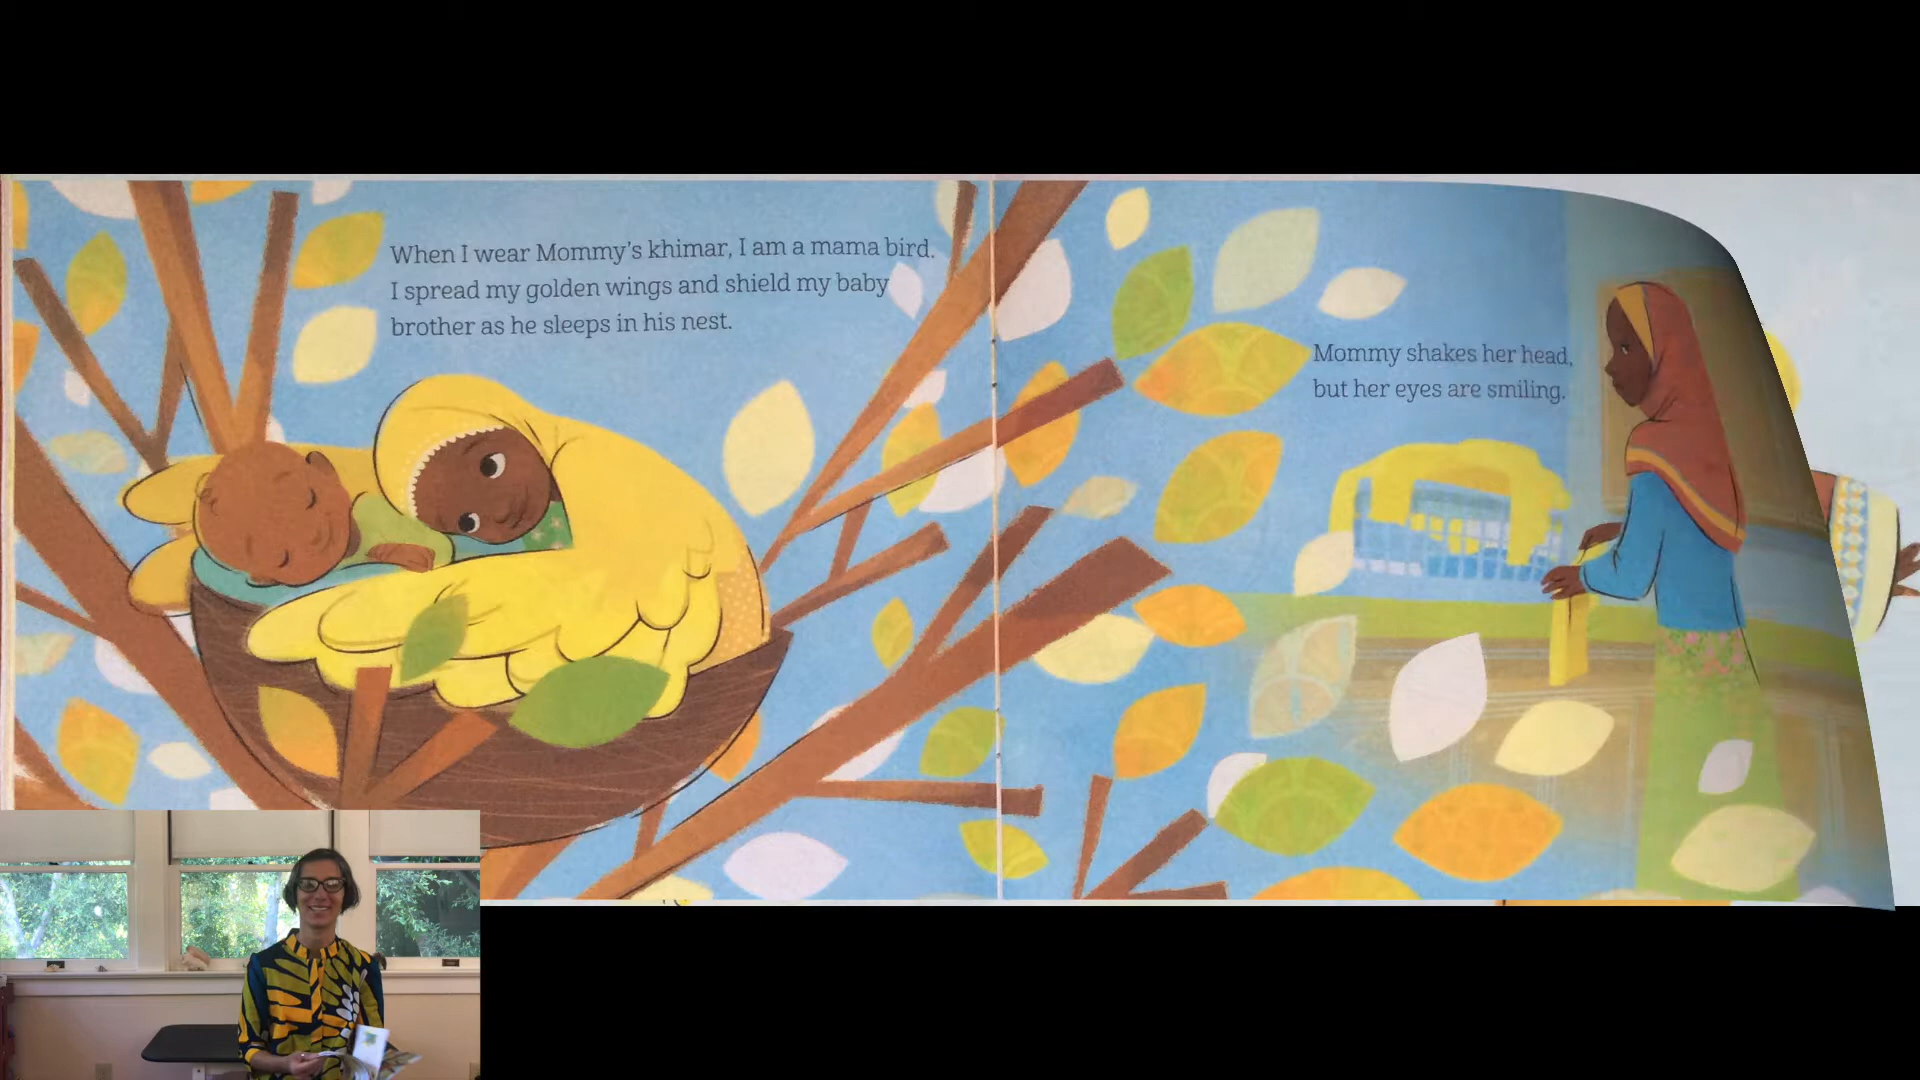 When I wear Mommy's khimar, I am a mama bird.
I spread my golden wings and shield my baby
brother as he sleeps in his nest.
Mommy shakes her head,
but her eyes are smiling.